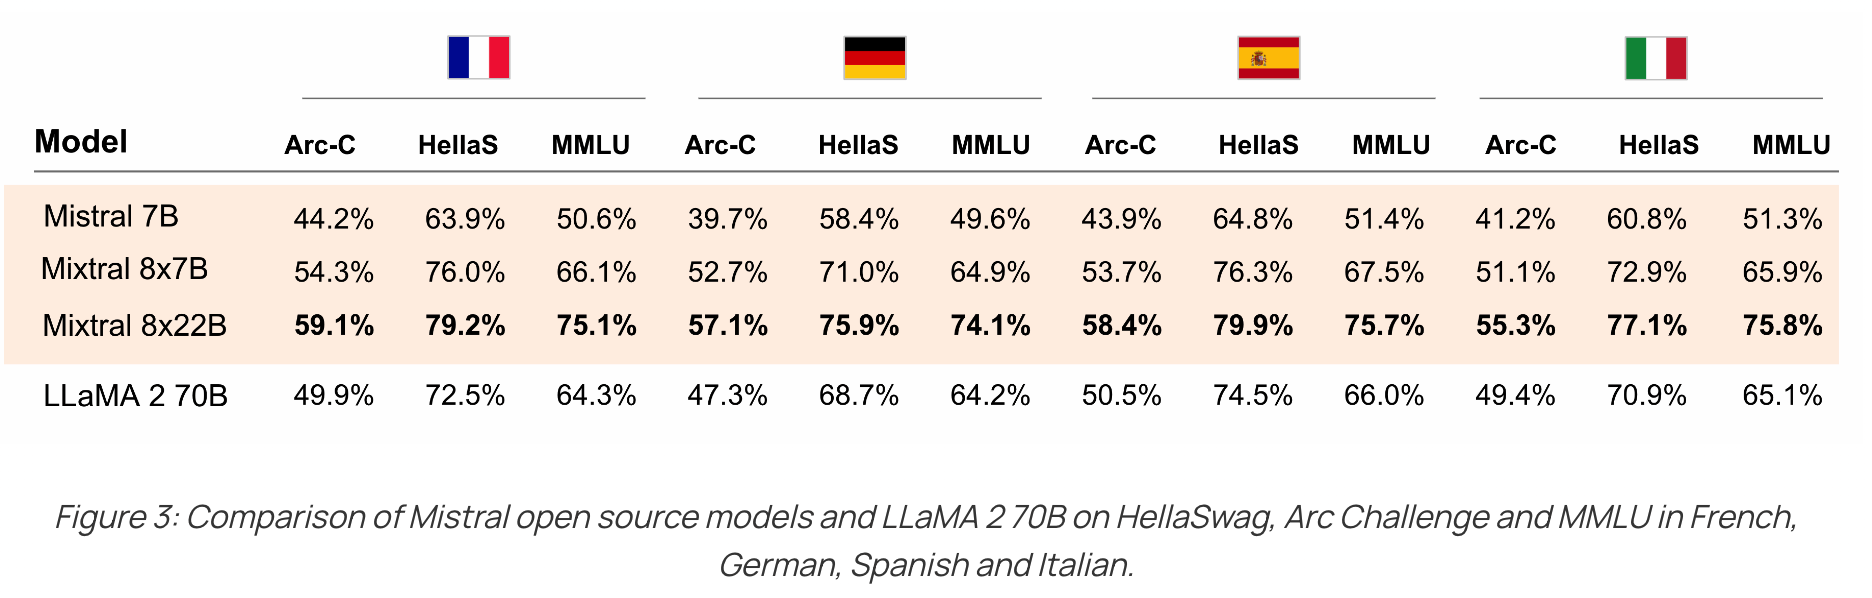 Model Arc-C HellaS MMLU Arc-C HellaS MMLU Arc-C HellaS MMLU Arc-C HellaS MMLU
Mistral 7B 44.2% 63.9% 50.6% 39.7% 58.4% 49.6% 43.9% 64.8% 51.4% 41.2% 60.8% 51.3%
Mixtral 8x7B 54.3% 76.0% 66.1% 52.7% 71.0% 64.9% 53.7% 76.3% 67.5% 51.1% 72.9% 65.9%
Mixtral 8x22B 59.1% 79.2% 75.1% 57.1% 75.9% 74.1% 58.4% 79.9% 75.7% 55.3% 77.1% 75.8%
LLaMA 2 70B 49.9% 72.5% 64.3% 47.3% 68.7% 64.2% 50.5% 74.5% 66.0% 49.4% 70.9% 65.1%
Figure 3: Comparison of Mistral open source models and LLaMA 2 70B on HellaSwag, Arc Challenge and MMLU in French,
German, Spanish and Italian.